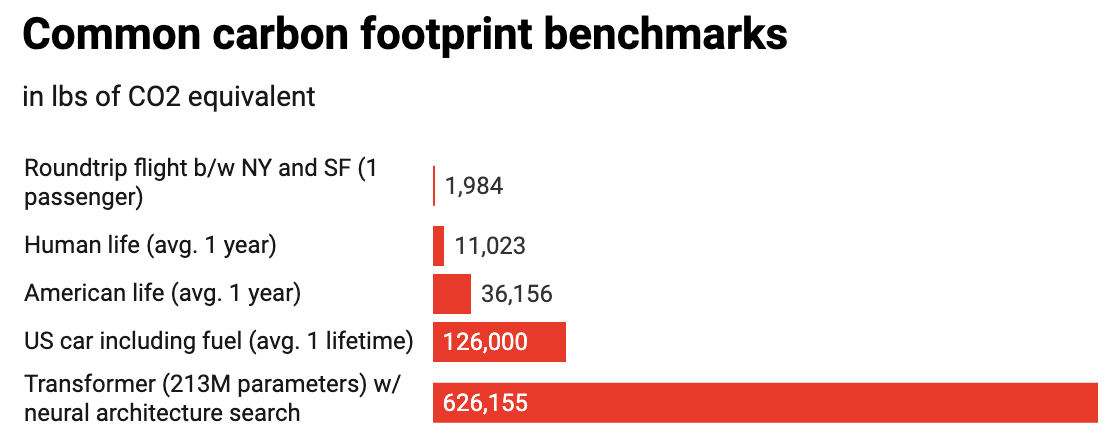 Common carbon footprint benchmarks
in lbs of CO2 equivalent
Roundtrip flight b/w NY and SF (1
passenger)
1,984
Human life (avg. 1 year)
11,023
American life (avg. 1 year)
36,156
US car including fuel (avg. 1 lifetime)
126,000
Transformer (213M parameters) w/
neural architecture search
626,155